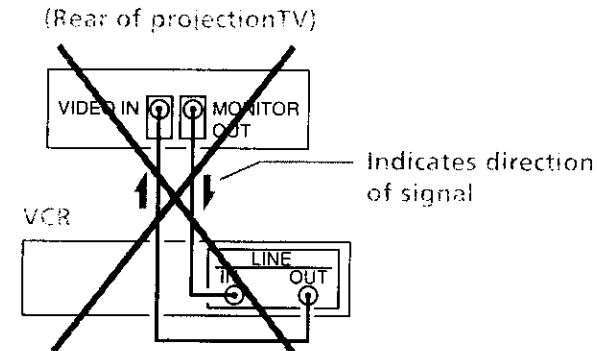 (Rear of projectionTV)
VIDEO IN
MONITOR
OUT
Indicates direction
of signal
VCR
LINE
IN
OUT